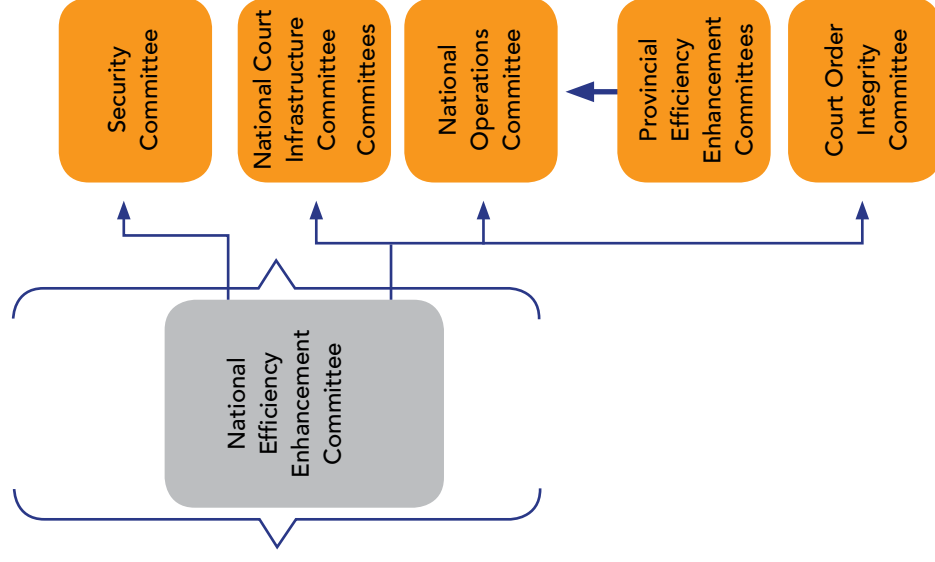 National
Efficiency
Enhancement
Committee
Security
Committee
National Court
Infrastructure
Committee
Committees
National
Operations
Committee
Provincial
Efficiency
Enhancement
Committees
Court Order
Integrity
Committee